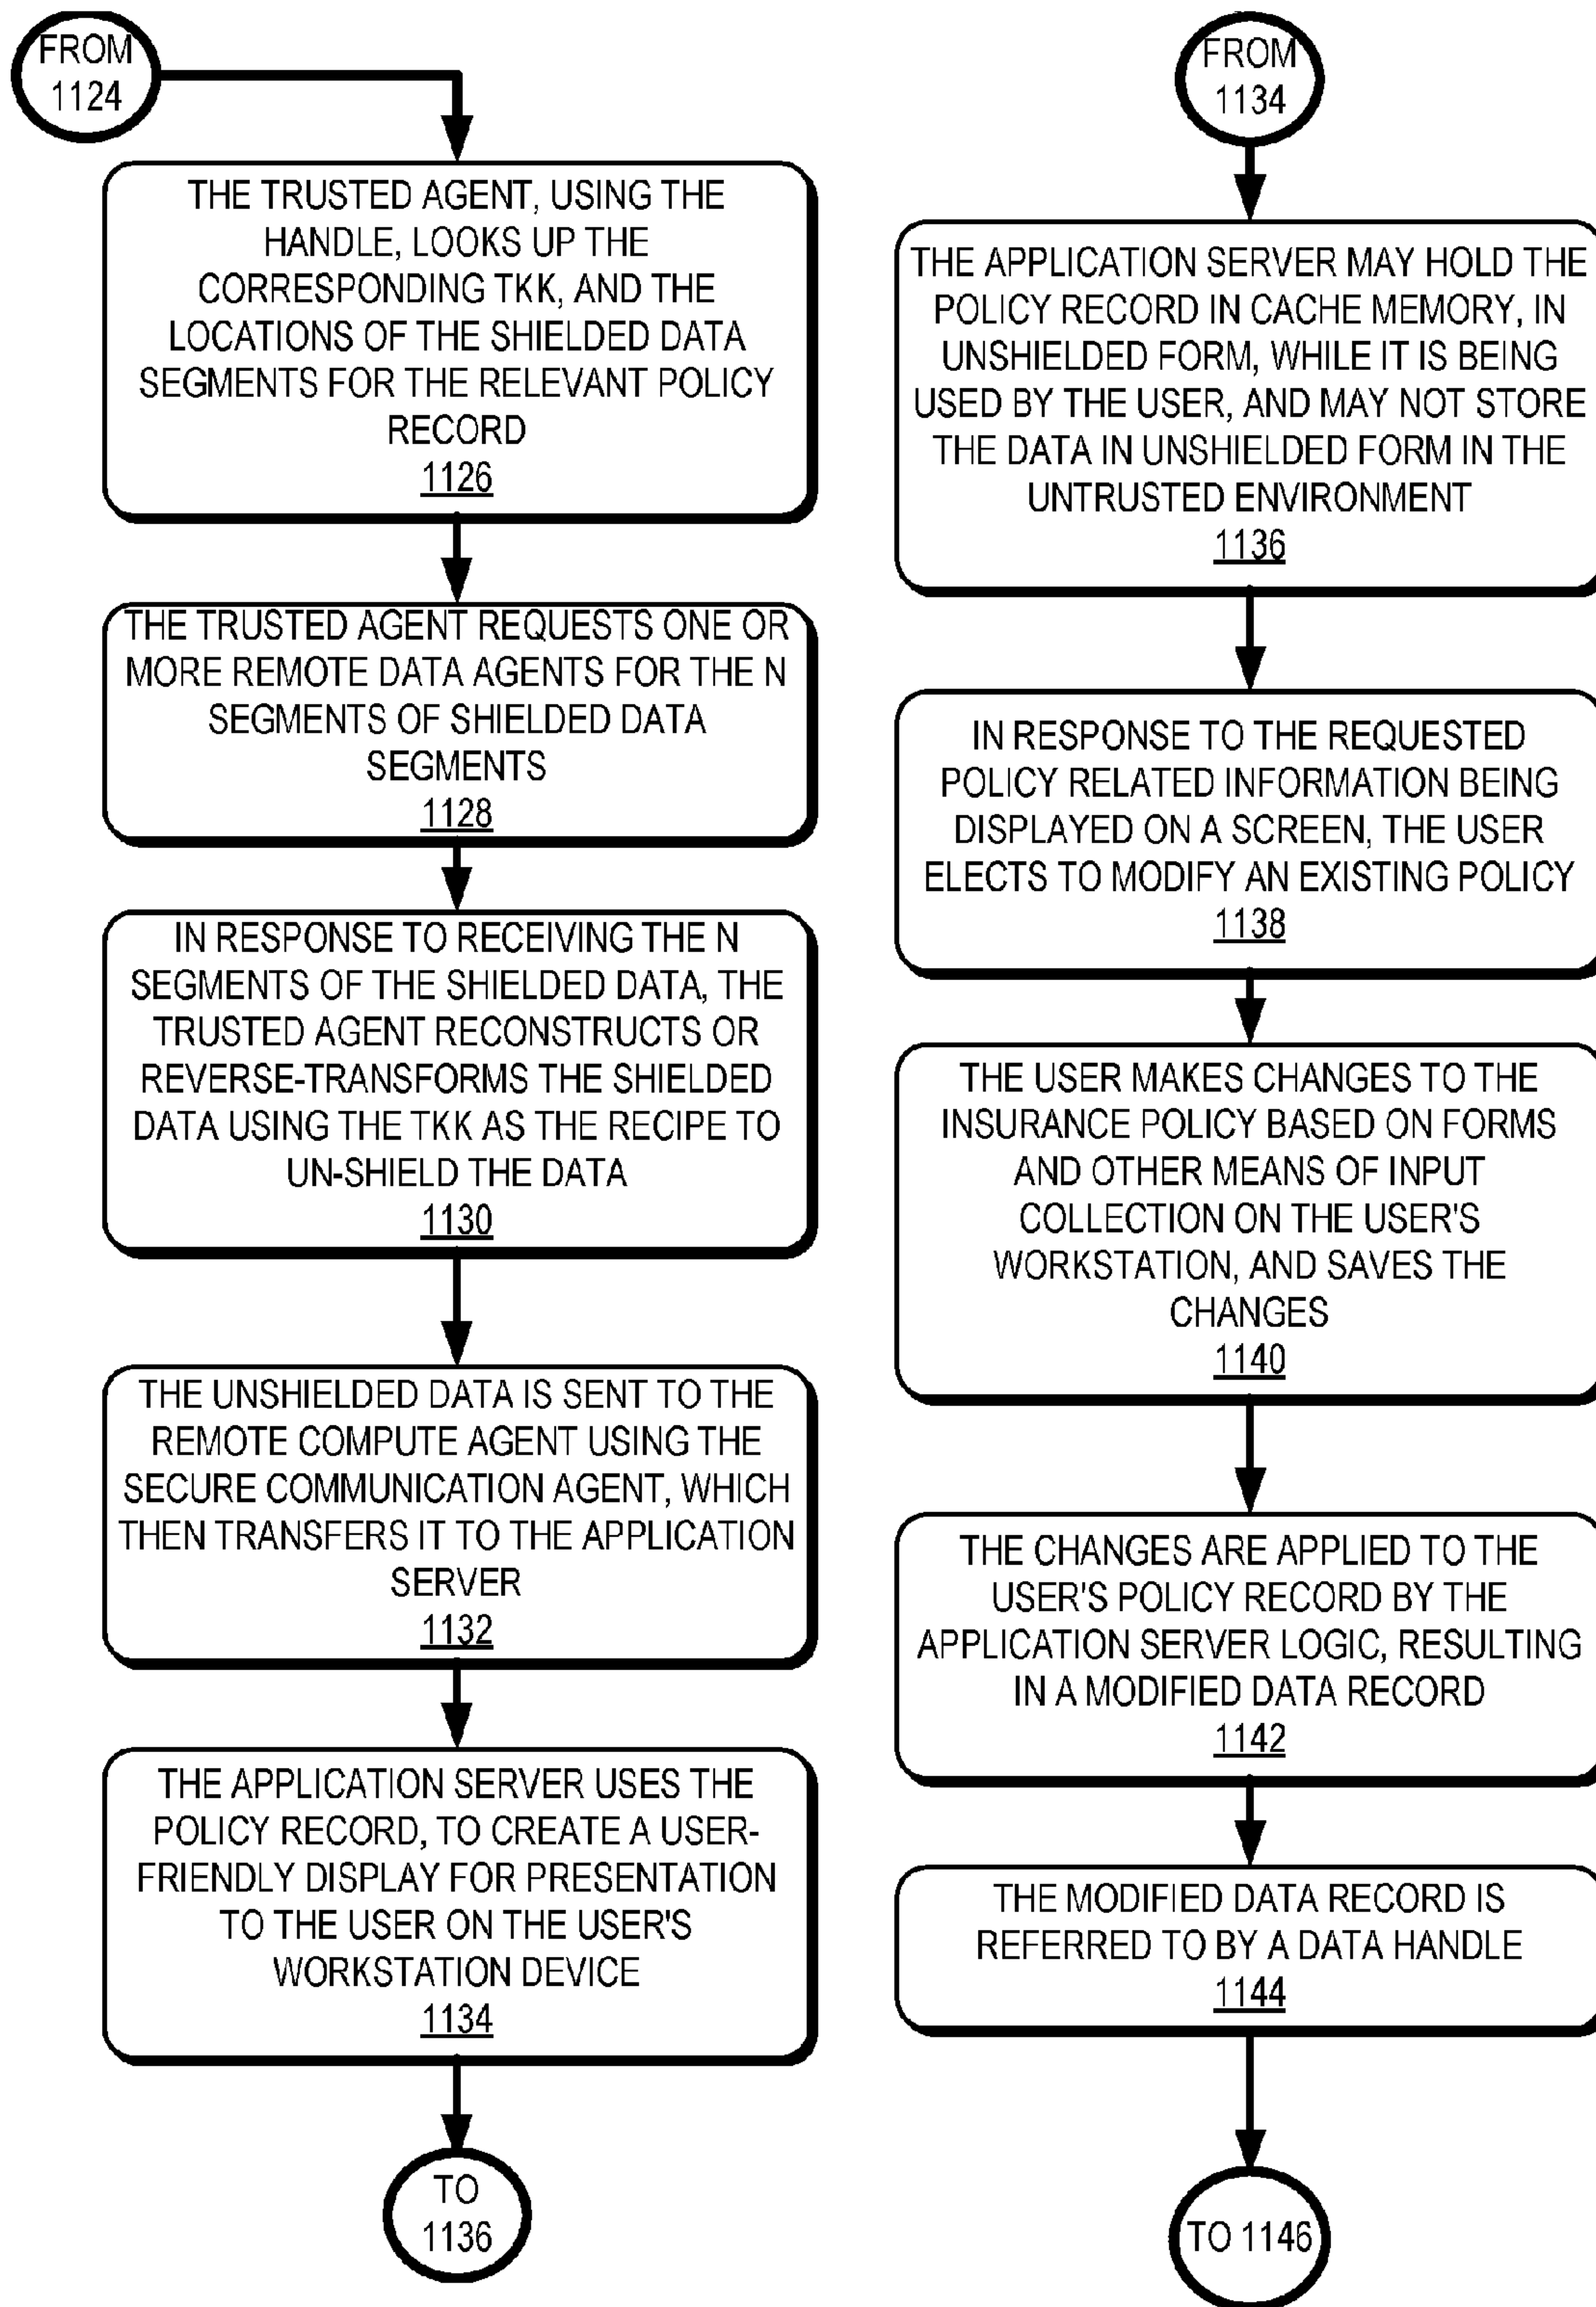 FROM
1124
THE TRUSTED AGENT, USING THE
HANDLE, LOOKS UP THE
CORRESPONDING TKK, AND THE
LOCATIONS OF THE SHIELDED DATA
SEGMENTS FOR THE RELEVANT POLICY
RECORD
1126
THE TRUSTED AGENT REQUESTS ONE OR
MORE REMOTE DATA AGENTS FOR THE N
SEGMENTS OF SHIELDED DATA
SEGMENTS
1128
IN RESPONSE TO RECEIVING THE N
SEGMENTS OF THE SHIELDED DATA, THE
TRUSTED AGENT RECONSTRUCTS OR
REVERSE-TRANSFORMS THE SHIELDED
DATA USING THE TKK AS THE RECIPE TO
UN-SHIELD THE DATA
1130
THE UNSHIELDED DATA IS SENT TO THE
REMOTE COMPUTE AGENT USING THE
SECURE COMMUNICATION AGENT, WHICH
THEN TRANSFERS IT TO THE APPLICATION
SERVER
1132
THE APPLICATION SERVER USES THE
POLICY RECORD, TO CREATE A USER-
FRIENDLY DISPLAY FOR PRESENTATION
TO THE USER ON THE USER'S
WORKSTATION DEVICE
1134
TO
1136
FROM
1134
THE APPLICATION SERVER MAY HOLD THE
POLICY RECORD IN CACHE MEMORY, IN
UNSHIELDED FORM, WHILE IT IS BEING
USED BY THE USER, AND MAY NOT STORE
THE DATA IN UNSHIELDED FORM IN THE
UNTRUSTED ENVIRONMENT
1136
IN RESPONSE TO THE REQUESTED
POLICY RELATED INFORMATION BEING
DISPLAYED ON A SCREEN, THE USER
ELECTS TO MODIFY AN EXISTING POLICY
1138
THE USER MAKES CHANGES TO THE
INSURANCE POLICY BASED ON FORMS
AND OTHER MEANS OF INPUT
COLLECTION ON THE USER'S
WORKSTATION, AND SAVES THE
CHANGES
1140
THE CHANGES ARE APPLIED TO THE
USER'S POLICY RECORD BY THE
APPLICATION SERVER LOGIC, RESULTING
IN A MODIFIED DATA RECORD
1142
THE MODIFIED DATA RECORD IS
REFERRED TO BY A DATA HANDLE
1144
TO 1146